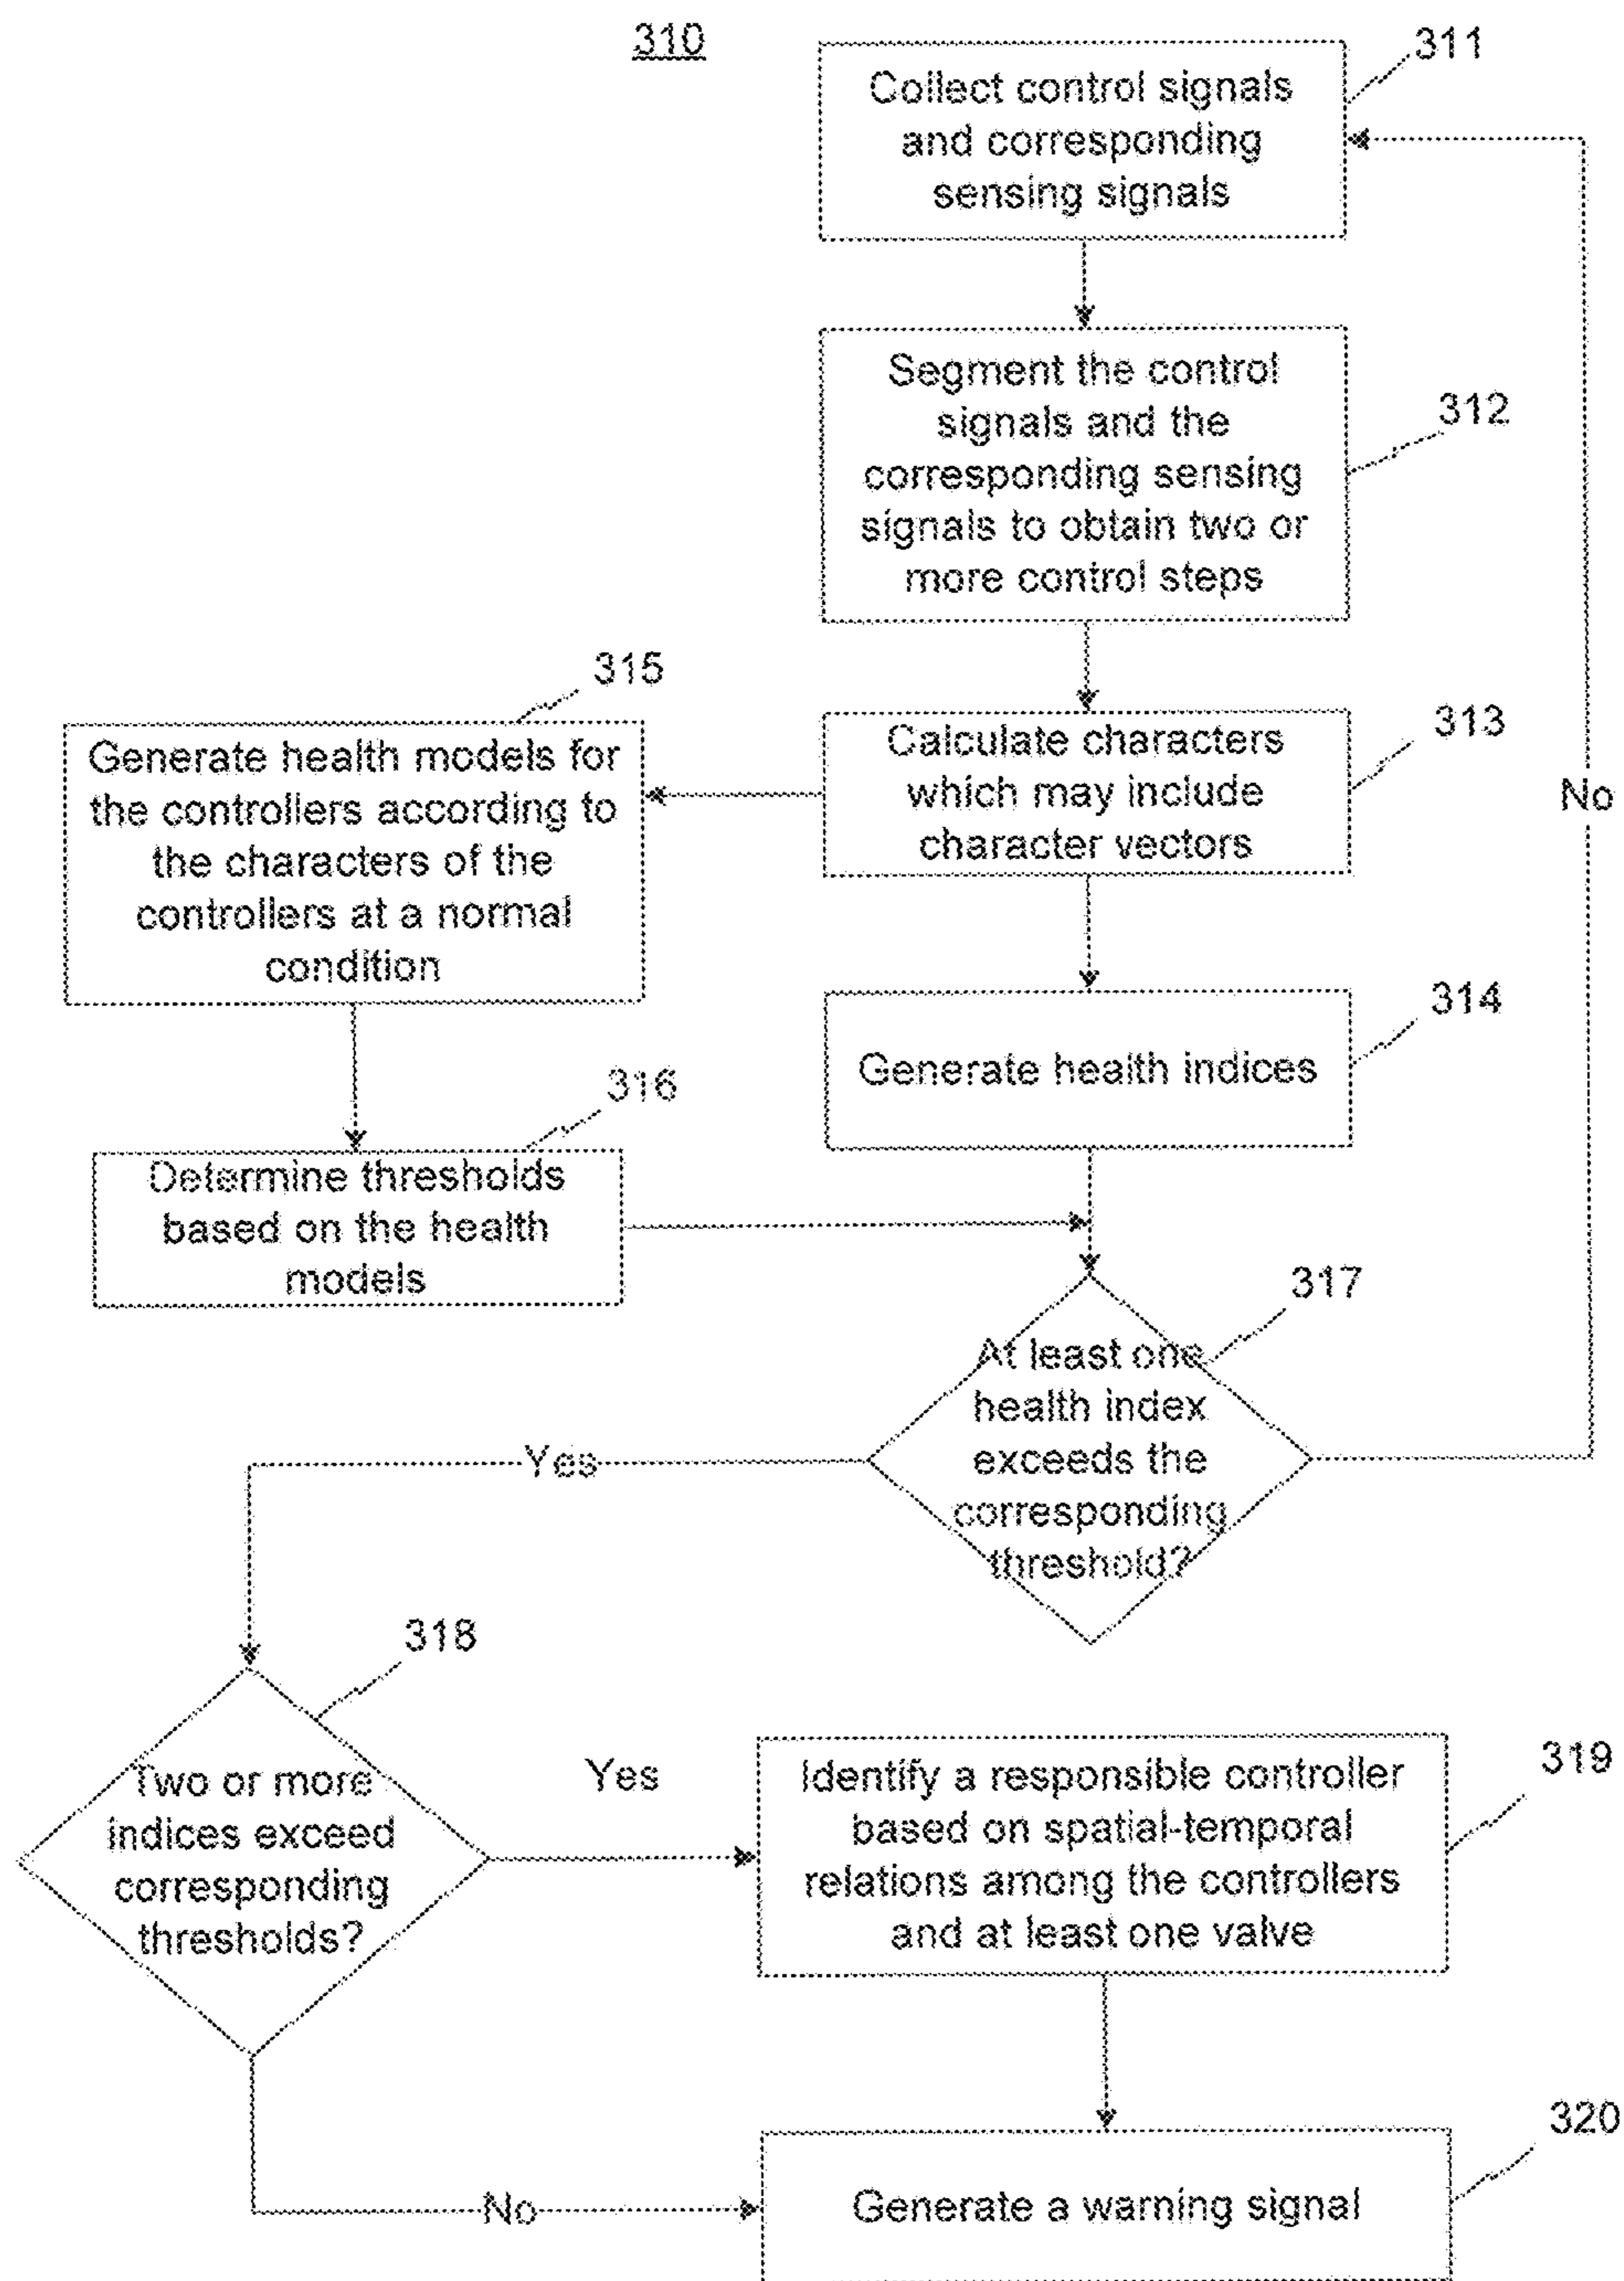 310
311
Collect control signals
and corresponding
sensing signals
312
Segment the control
signals and the
corresponding sensing
signals to obtain two or
more control steps
313
Calculate characters
which may include
character vectors
No
315
Generate health models for
the controllers according to
the characters of the
controllers at a normal
condition
314
Generate health indices
316
Determine thresholds
based on the health
models
317
At least one
health index
exceeds the
corresponding
threshold?
Yes
318
Two or more
indices exceed
corresponding
thresholds?
Yes
319
Identify a responsible controller
based on spatial-temporal
relations among the controllers
and at least one valve
320
No
Generate a warning signal